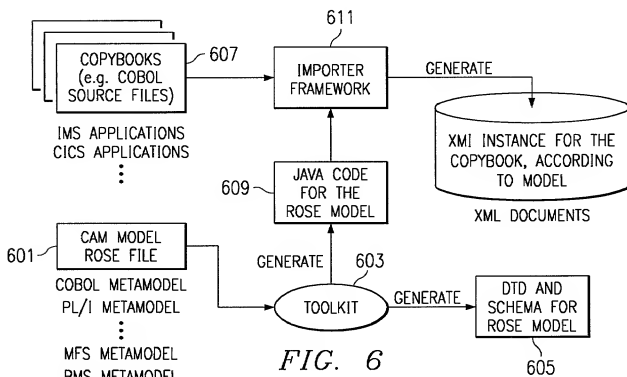 611
COPYBOOKS
(e.g. COBOL
SOURCE FILES)
607
IMPORTER
FRAMEWORK
GENERATE
IMS APPLICATIONS
CICS APPLICATIONS
XMI INSTANCE FOR THE
COPYBOOK, ACCORDING
TO MODEL
609
JAVA CODE
FOR THE
ROSE MODEL
XML DOCUMENTS
601
CAM MODEL
ROSE FILE
GENERATE
603
COBOL METAMODEL
PL/I METAMODEL
TOOLKIT
GENERATE
DTD AND
SCHEMA FOR
ROSE MODEL
MFS METAMODEL
FIG. 6
605